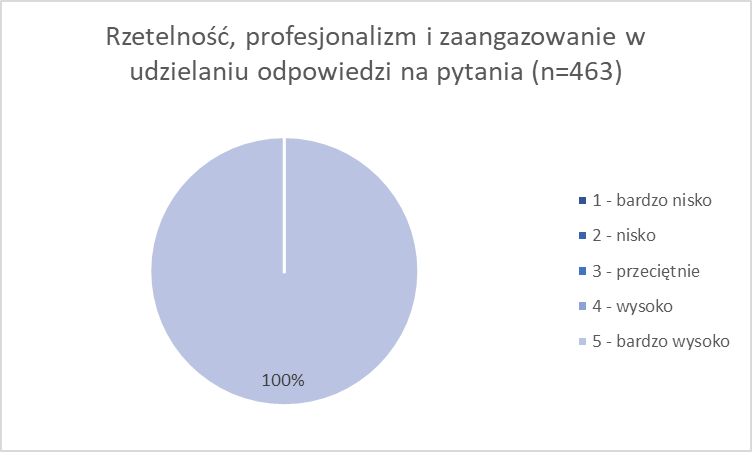 Rzetelność, profesjonalizm i zaangazowanie w
udzielaniu odpowiedzi na pytania (n=463)
1 - bardzo nisko
2 - nisko
3 - przeciętnie
4 - wysoko
5 - bardzo wysoko
100%